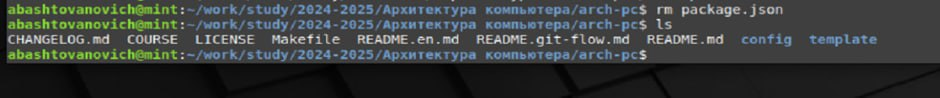 abashtovanovich@mint:~/work/study/2024-2025/Архитектура компьютера/arch-pc$ rm package.json
abashtovanovich@mint:~/work/study/2024-2025/Архитектура компьютера/arch-pc$ ls
CHANGELOG.md  COURSE  LICENSE  Makefile  README.en.md  README.git-flow.md  README.md  config  template
abashtovanovich@mint:~/work/study/2024-2025/Архитектура компьютера/arch-pc$